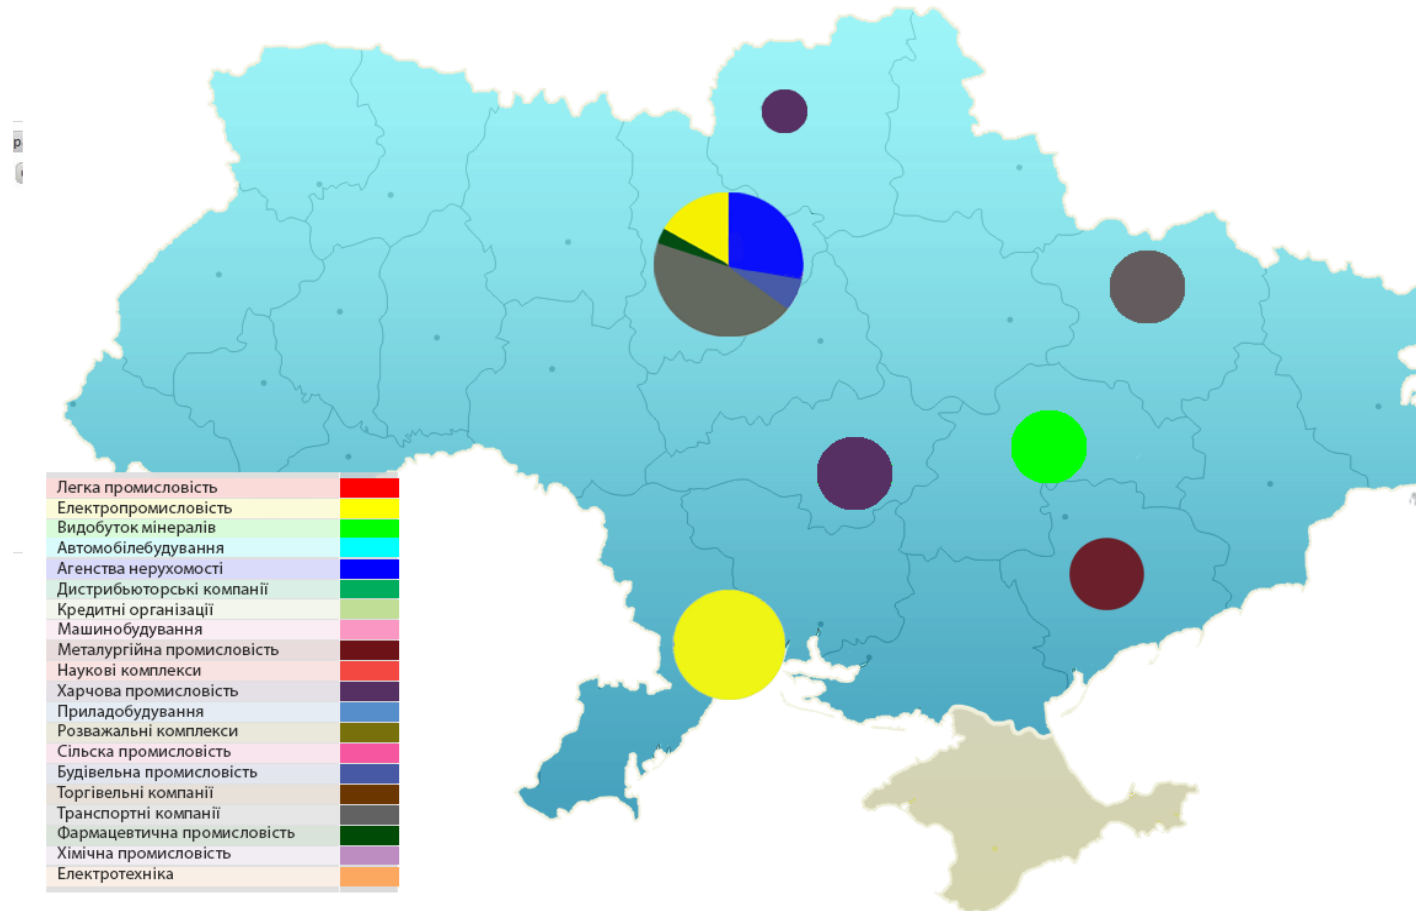 р
Легка промисловість
Електропромисловість
Видобуток мінералів
Автомобілебудування
Агенства нерухомості
Дистрибьюторські компанії
Кредитні організації
Машинобудування
Металургійна промисловість
Наукові комплекси
Харчова промисловість
Приладобудування
Розважальні комплекси
Сільска промисловість
Будівельна промисловість
Торгівельні компанії
Транспортні компанії
Фармацевтична промисловість
Хімічна промисловість
Електротехніка